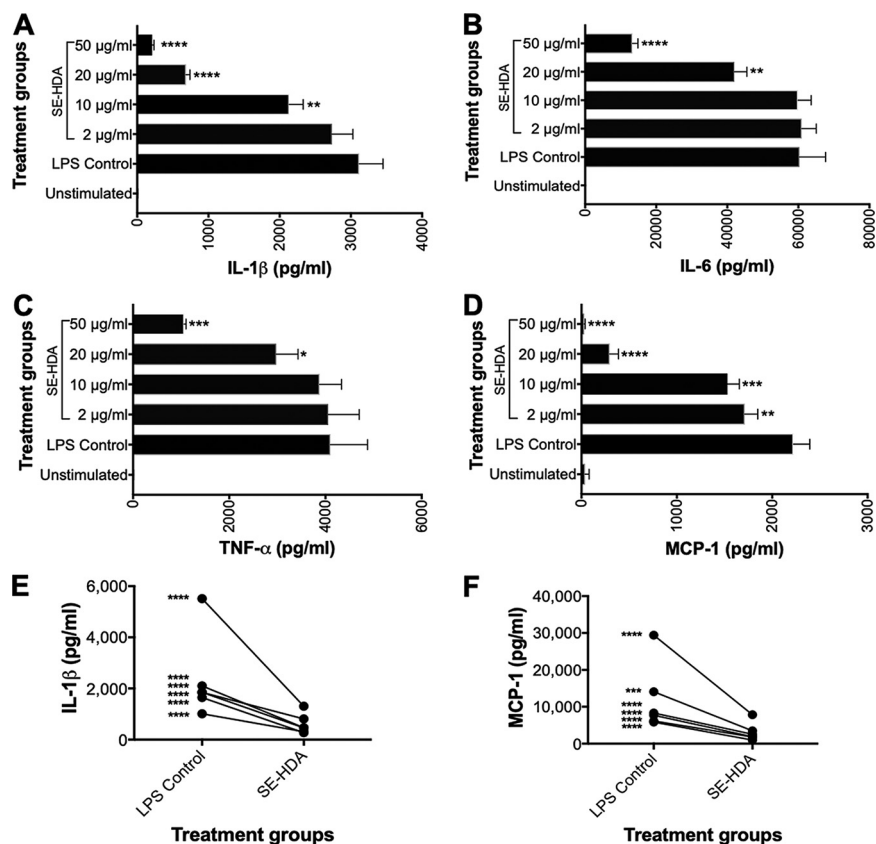 A
Treatment groups
SE-HDA
50 µg/ml
****
20 µg/ml
****
10 µg/ml
**
2 µg/ml
LPS Control
Unstimulated
0
1000
2000
3000
4000
IL-1β (pg/ml)
B
Treatment groups
SE-HDA
50 µg/ml
****
20 µg/ml
**
10 µg/ml
2 µg/ml
LPS Control
Unstimulated
0
20000
40000
60000
80000
IL-6 (pg/ml)
C
Treatment groups
SE-HDA
50 µg/ml
***
20 µg/ml
*
10 µg/ml
2 µg/ml
LPS Control
Unstimulated
0
2000
4000
6000
TNF-α (pg/ml)
D
Treatment groups
SE-HDA
50 µg/ml
****
20 µg/ml
****
10 µg/ml
***
2 µg/ml
**
LPS Control
Unstimulated
0
1000
2000
3000
MCP-1 (pg/ml)
E
IL-1β (pg/ml)
6,000
4,000
2,000
0
****
****
****
****
****
****
LPS Control
SE-HDA
Treatment groups
F
MCP-1 (pg/ml)
40,000
30,000
20,000
10,000
0
****
***
****
****
****
****
LPS Control
SE-HDA
Treatment groups